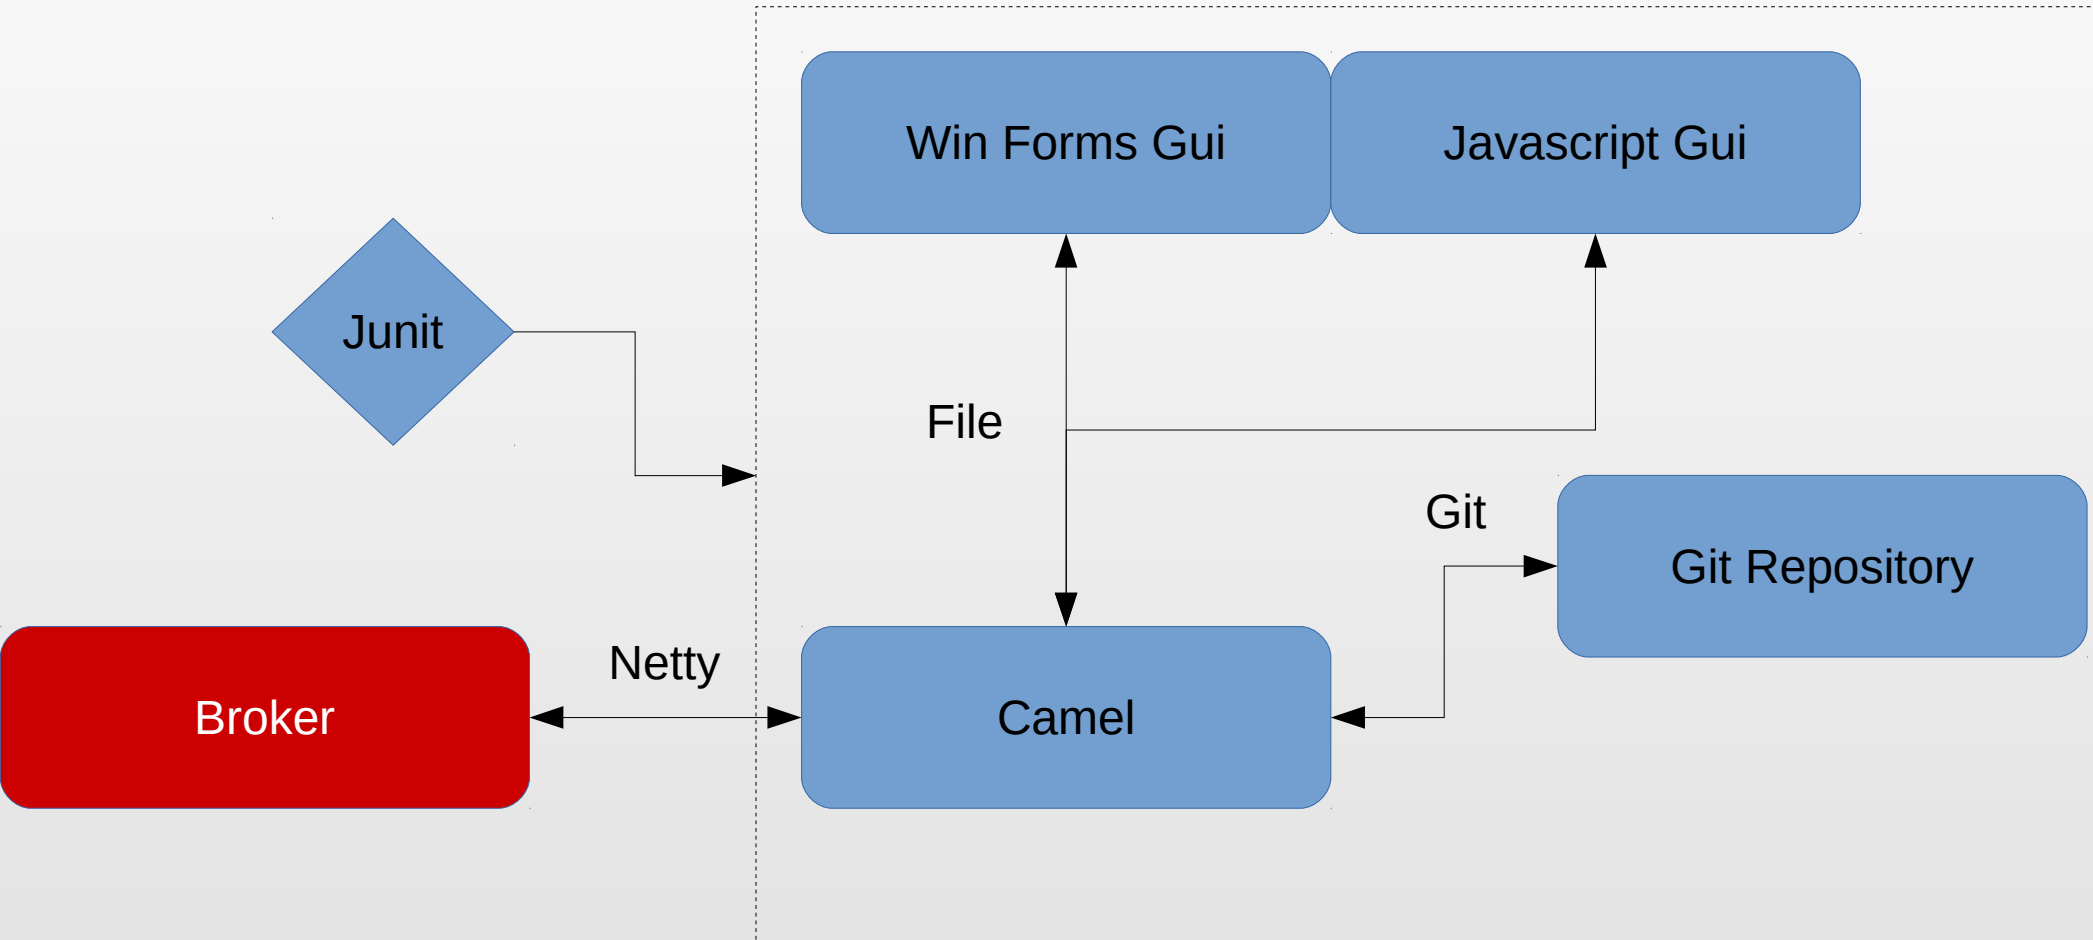 Win Forms Gui
Javascript Gui
Junit
File
Git
Git Repository
Netty
Broker
Camel